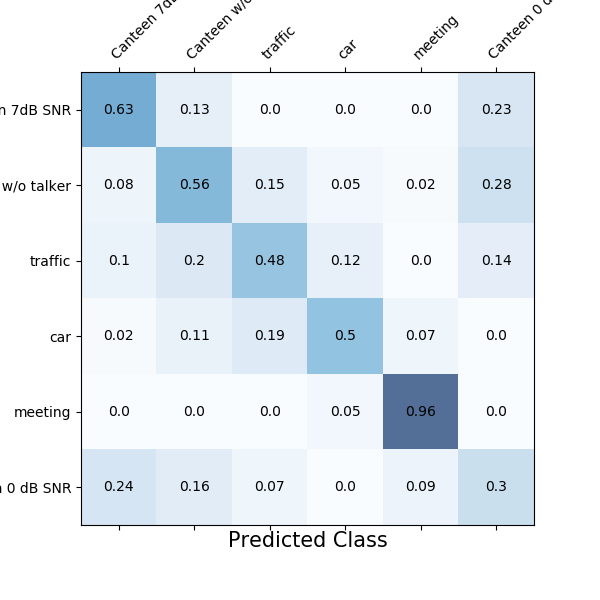 Canteen 7dB
Canteen w/o
traffic
car
meeting
Canteen 0 d
n 7dB SNR 0.63 0.13 0.0 0.0 0.0 0.23
w/o talker 0.08 0.56 0.15 0.05 0.02 0.28
traffic 0.1 0.2 0.48 0.12 0.0 0.14
car 0.02 0.11 0.19 0.5 0.07 0.0
meeting 0.0 0.0 0.0 0.05 0.96 0.0
0 dB SNR 0.24 0.16 0.07 0.0 0.09 0.3
Predicted Class